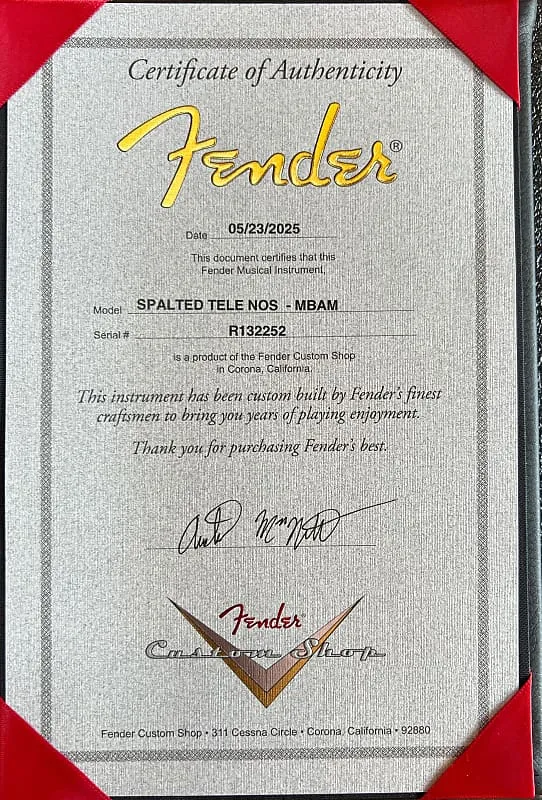 Certificate of Authenticity
Fender®
Date 05/23/2025
This document certifies that this
Fender Musical Instrument,
Model SPALTED TELE NOS - MBAM
Serial # R132252
is a product of the Fender Custom Shop
in Corona, California.
This instrument has been custom built by Fender's finest
craftsmen to bring you years of playing enjoyment.
Thank you for purchasing Fender's best.
Fender
Custom Shop
Fender Custom Shop • 311 Cessna Circle • Corona, California • 92880